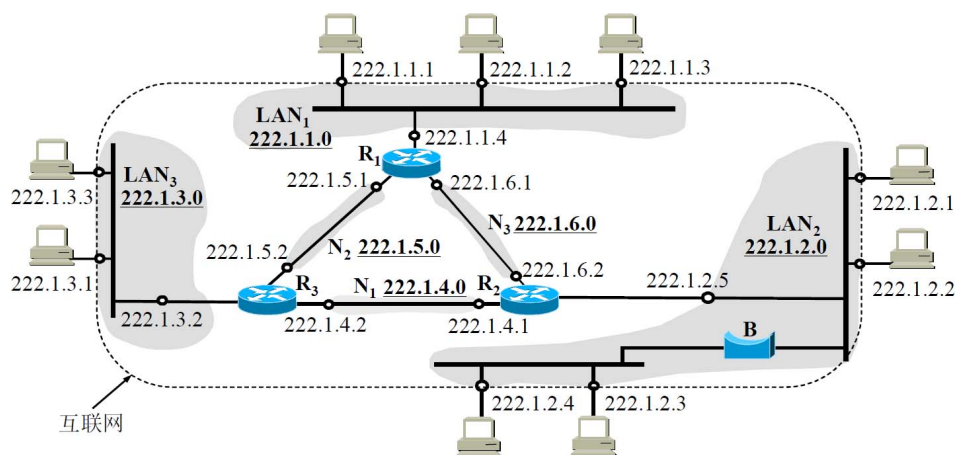 222.1.1.1
222.1.1.2
222.1.1.3
LAN₁
222.1.1.0
222.1.1.4
R₁
LAN₃
222.1.3.0
222.1.3.3
222.1.5.1
222.1.6.1
222.1.2.1
LAN₂
222.1.2.0
N₃ 222.1.6.0
222.1.5.2
N₂ 222.1.5.0
222.1.3.1
222.1.6.2
222.1.2.5
222.1.2.2
R₃
N₁ 222.1.4.0
R₂
222.1.3.2
222.1.4.2
222.1.4.1
B
222.1.2.4
222.1.2.3
互联网